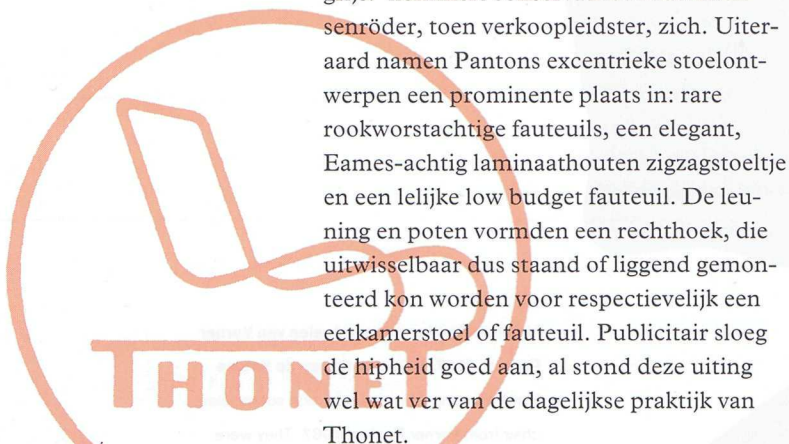 senröder, toen verkoopleidster, zich. Uiter-
aard namen Pantons excentrieke stoelont-
werpen een prominente plaats in: rare
rookworstachtige fauteuils, een elegant,
Eames-achtig laminaathouten zigzagstoeltje
en een lelijke low budget fauteuil. De leu-
ning en poten vormden een rechthoek, die
uitwisselbaar dus staand of liggend gemon-
teerd kon worden voor respectievelijk een
eetkamerstoel of fauteuil. Publicitair sloeg
de hipheid goed aan, al stond deze uiting
wel wat ver van de dagelijkse praktijk van
Thonet.
THONET